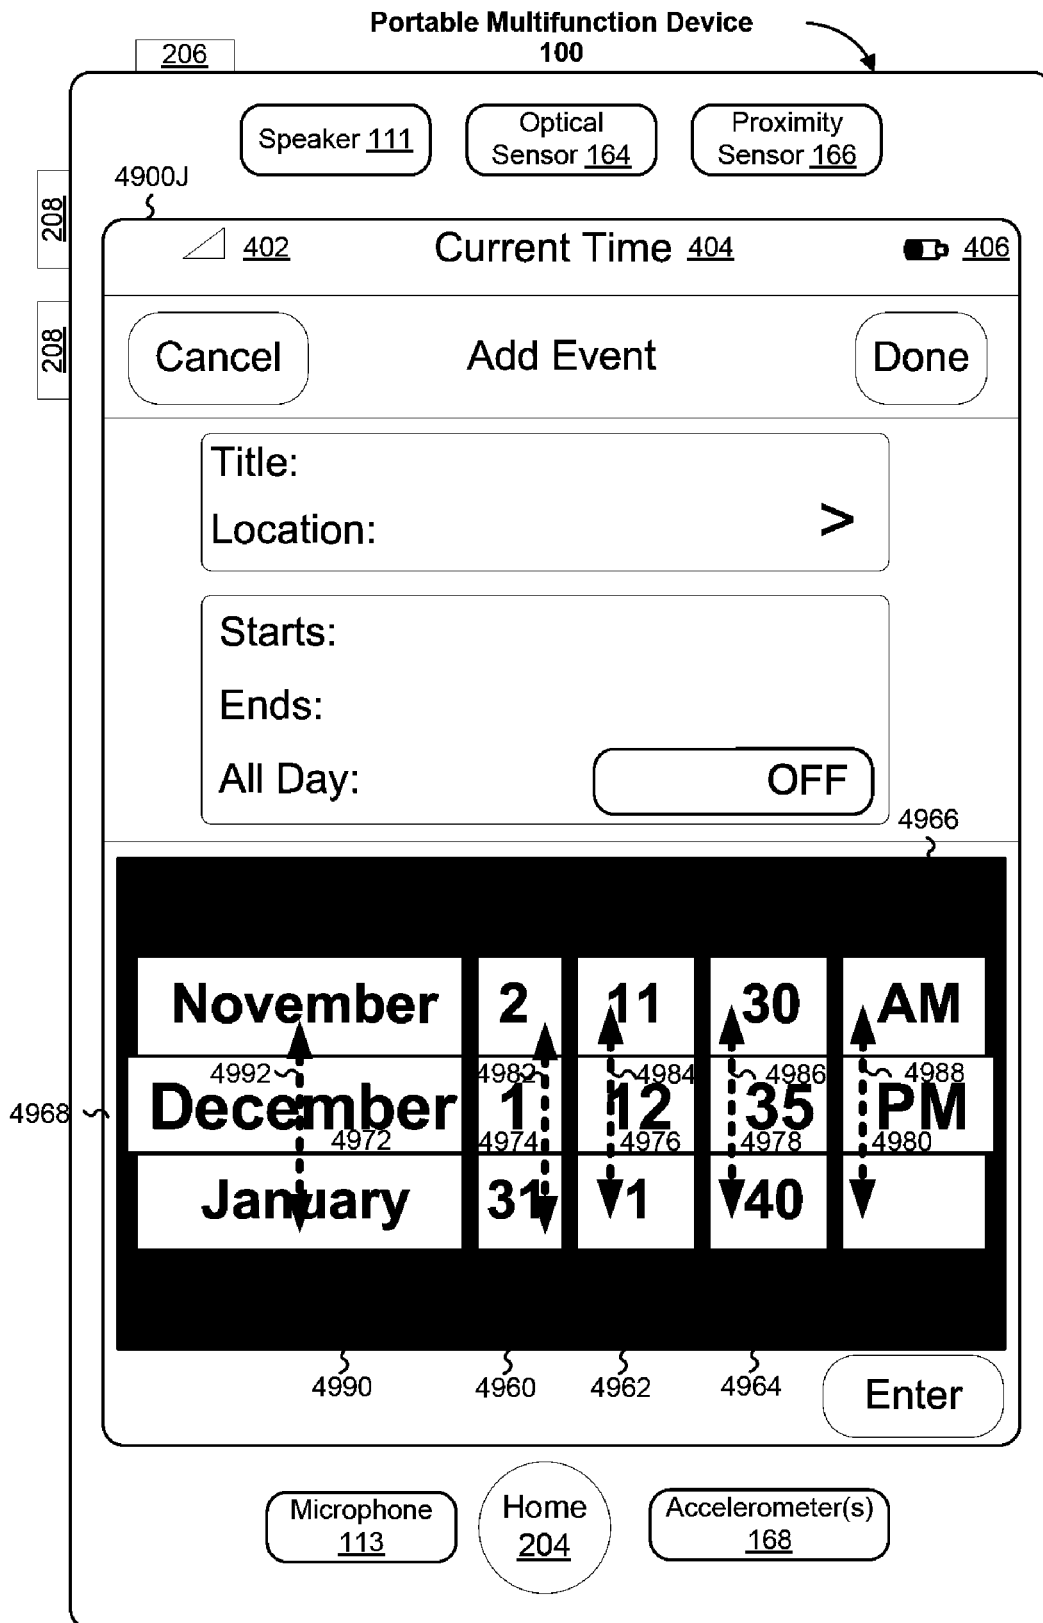 Portable Multifunction Device
100
206
Speaker 111
Optical
Sensor 164
Proximity
Sensor 166
4900J
208
208
402
Current Time 404
406
Cancel
Add Event
Done
Title:
Location:
>
Starts:
Ends:
All Day:
OFF
4966
November 2 11 30 AM
4992 4982 4984 4986 4988
4968
December 1 12 35 PM
4972 4974 4976 4978 4980
January 31 1 40
4990 4960 4962 4964
Enter
Microphone
113
Home
204
Accelerometer(s)
168